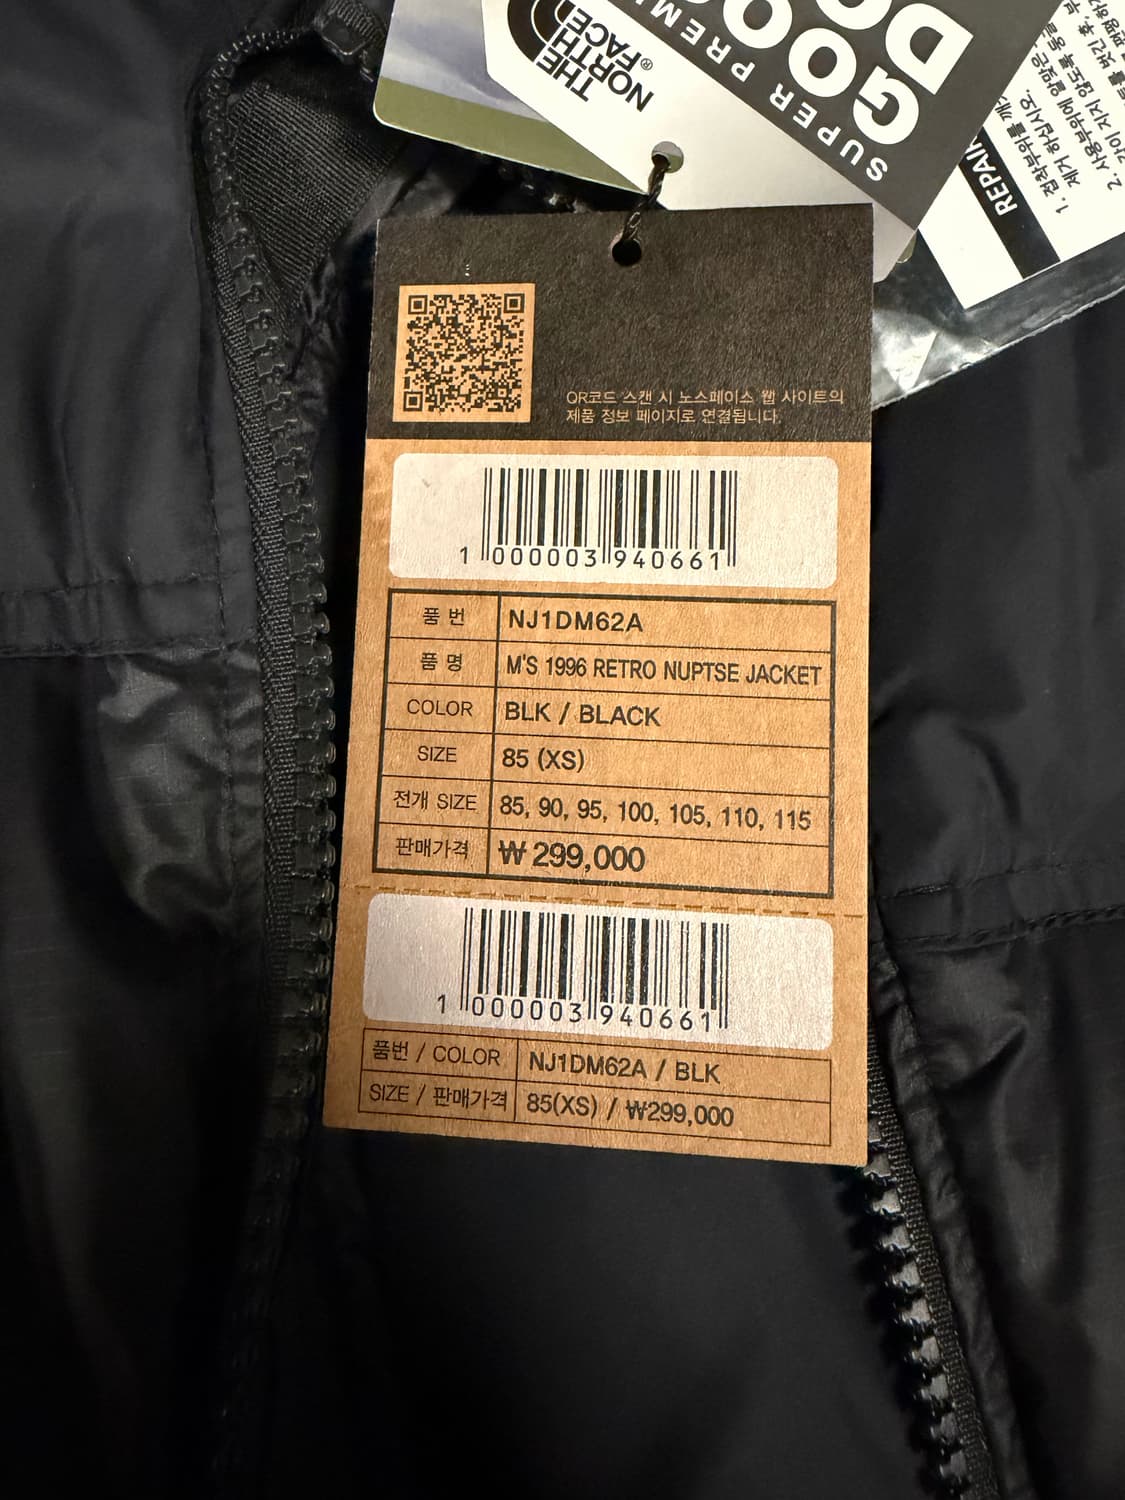 THE
NORTH
FACE®
SUPER PREMI
GOO
DO
REPAIR
QR코드 스캔 시 노스페이스 웹 사이트의
제품 정보 페이지로 연결됩니다.
1 000003 940661
품 번 NJ1DM62A
품 명 M'S 1996 RETRO NUPTSE JACKET
COLOR BLK / BLACK
SIZE 85 (XS)
전개 SIZE 85, 90, 95, 100, 105, 110, 115
판매가격 ₩ 299,000
1 000003 940661
품번 / COLOR NJ1DM62A / BLK
SIZE / 판매가격 85(XS) / ₩299,000